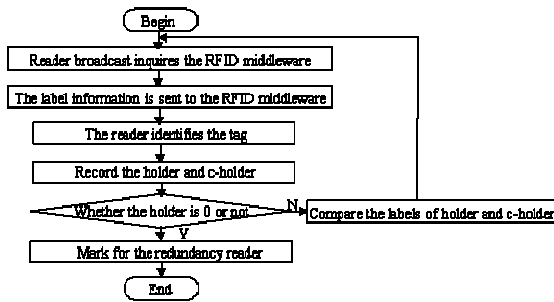 Begin
Reader broadcast inquires the RFID middleware
The label information is sent to the RFID middleware
The reader identifies the tag
Record the holder and c-holder
Whether the holder is 0 or not
N
Compare the labels of holder and c-holder
Y
Mark for the redundancy reader
End